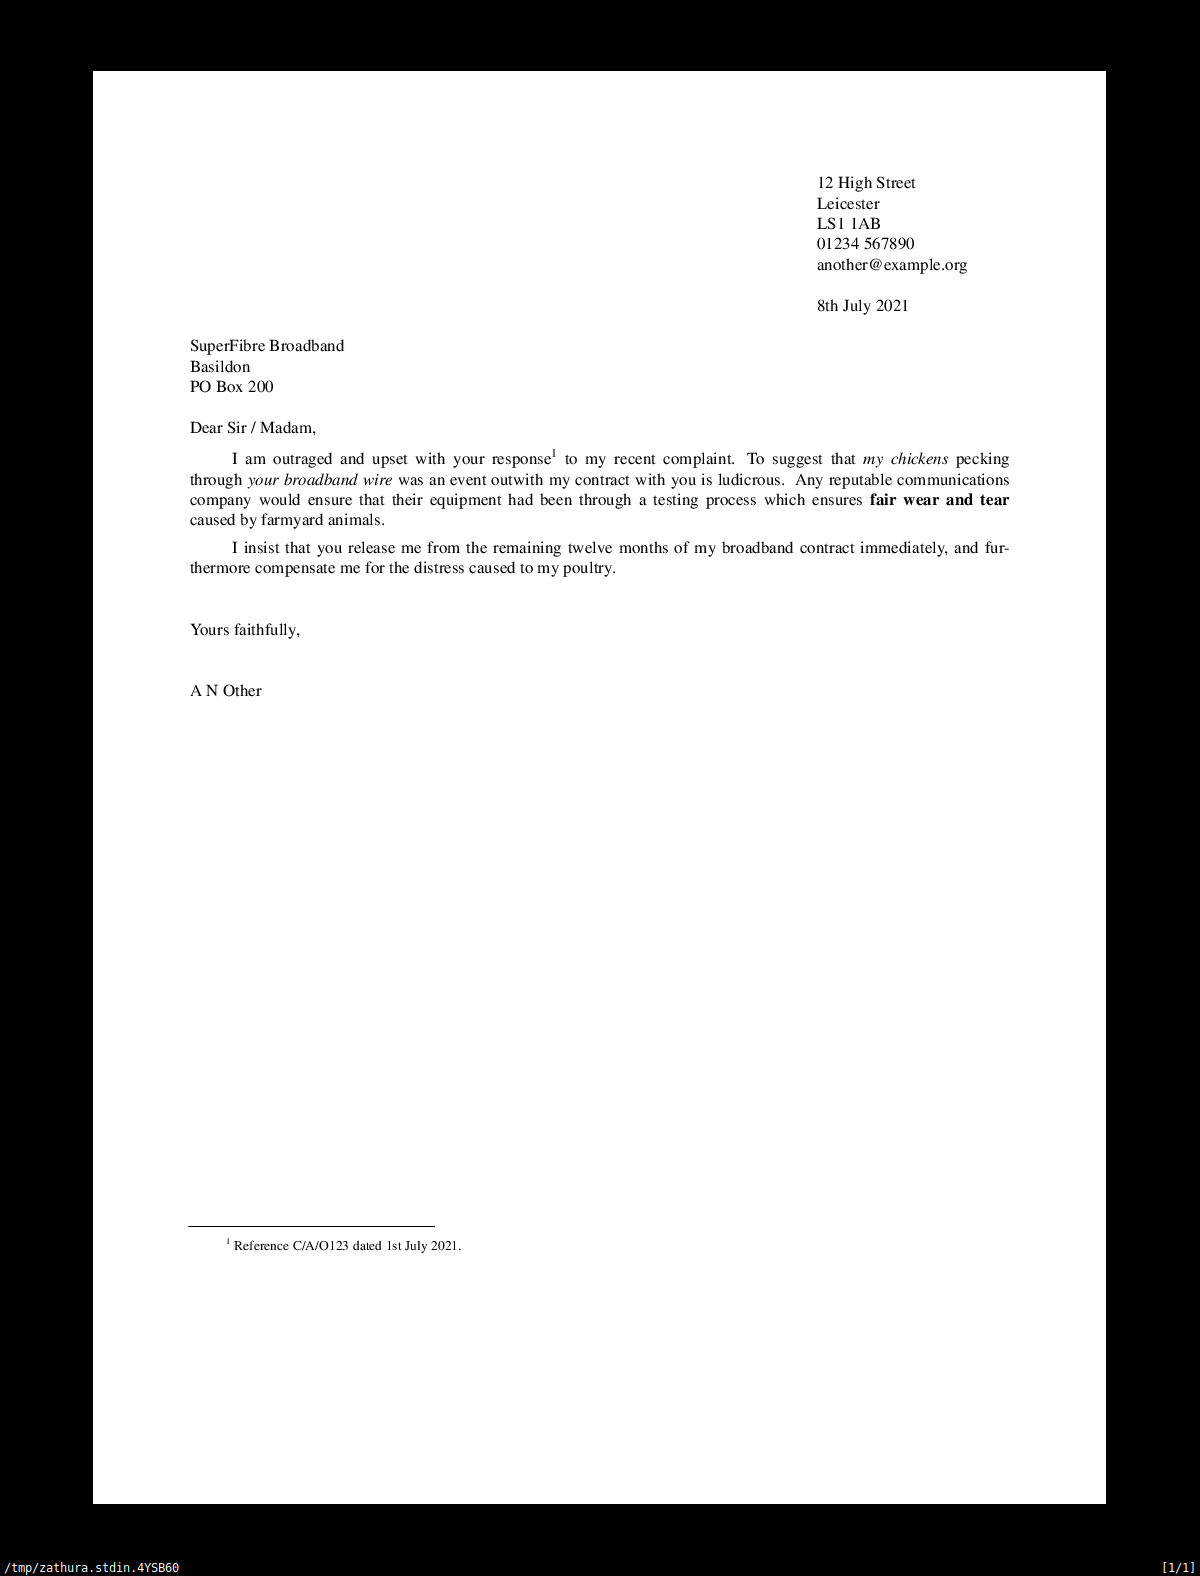 12 High Street
Leicester
LS1 1AB
01234 567890
another@example.org
8th July 2021
SuperFibre Broadband
Basildon
PO Box 200
Dear Sir / Madam,
I am outraged and upset with your response1 to my recent complaint. To suggest that my chickens pecking
through your broadband wire was an event outwith my contract with you is ludicrous. Any reputable communications
company would ensure that their equipment had been through a testing process which ensures fair wear and tear
caused by farmyard animals.
I insist that you release me from the remaining twelve months of my broadband contract immediately, and fur-
thermore compensate me for the distress caused to my poultry.
Yours faithfully,
A N Other
1 Reference C/A/O123 dated 1st July 2021.
/tmp/zathura.stdin.4YSB60 [1/1]